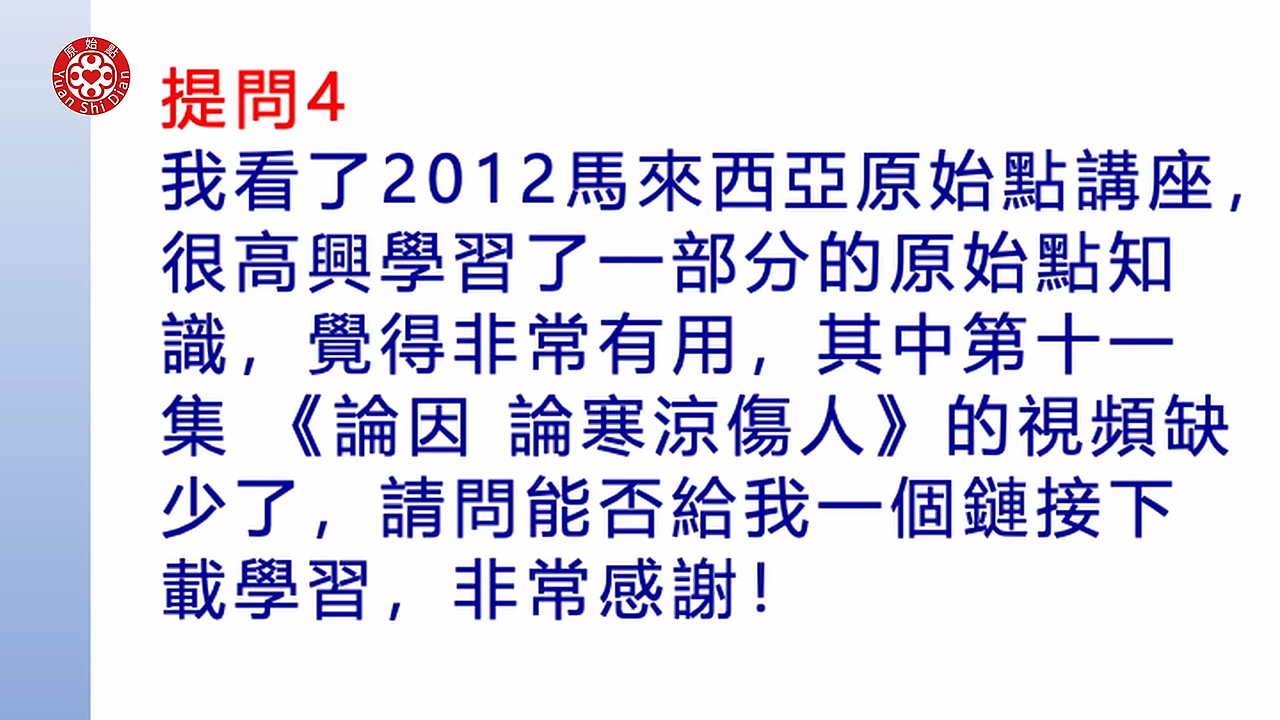 原始點
Yuan Shi Dian
提問4
我看了2012馬來西亞原始點講座，
很高興學習了一部分的原始點知
識，覺得非常有用，其中第十一
集 《論因 論寒涼傷人》的視頻缺
少了，請問能否給我一個鏈接下
載學習，非常感謝！